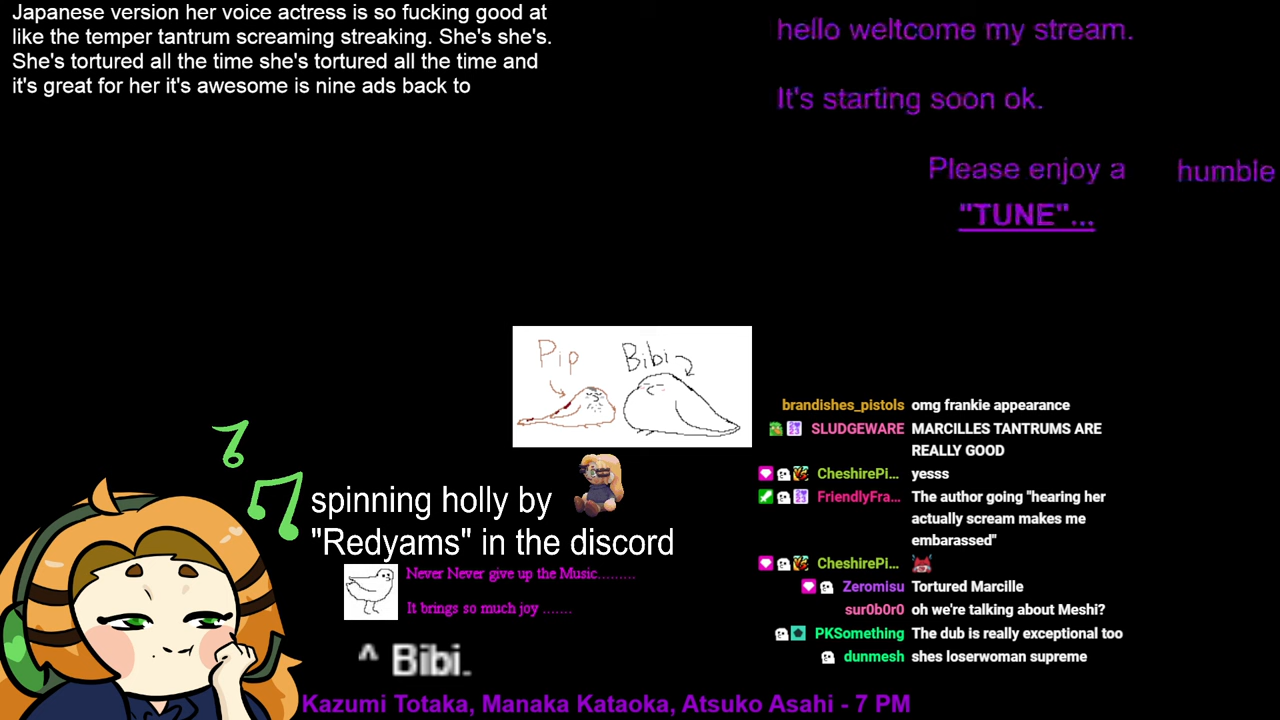 Japanese version her voice actress is so fucking good at
like the temper tantrum screaming streaking. She's she's.
She's tortured all the time she's tortured all the time and
it's great for her it's awesome is nine ads back to
hello weltcome my stream.
It's starting soon ok.
Please enjoy a humble
"TUNE"...
Pip
Bibi
brandishes_pistols omg frankie appearance
SLUDGEWARE MARCILLES TANTRUMS ARE
REALLY GOOD
CheshirePi... yesss
FriendlyFra... The author going "hearing her
actually scream makes me
embarassed"
CheshirePi...
Zeromisu Tortured Marcille
sur0b0r0 oh we're talking about Meshi?
PKSomething The dub is really exceptional too
dunmesh shes loserwoman supreme
spinning holly by
"Redyams" in the discord
Never Never give up the Music.........
It brings so much joy .......
^ Bibi.
Kazumi Totaka, Manaka Kataoka, Atsuko Asahi - 7 PM